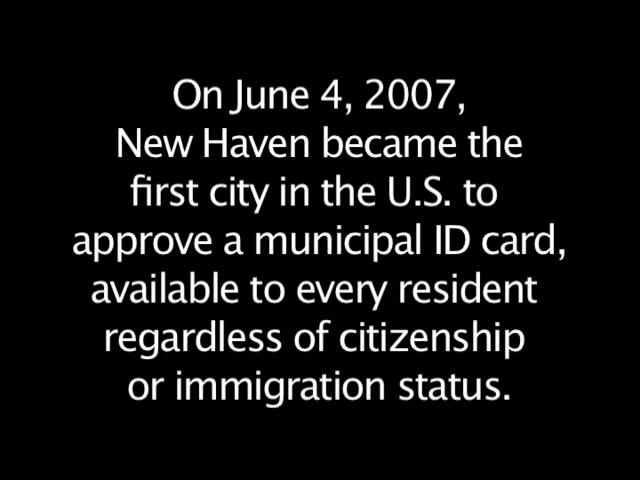 On June 4, 2007,
New Haven became the
first city in the U.S. to
approve a municipal ID card,
available to every resident
regardless of citizenship
or immigration status.